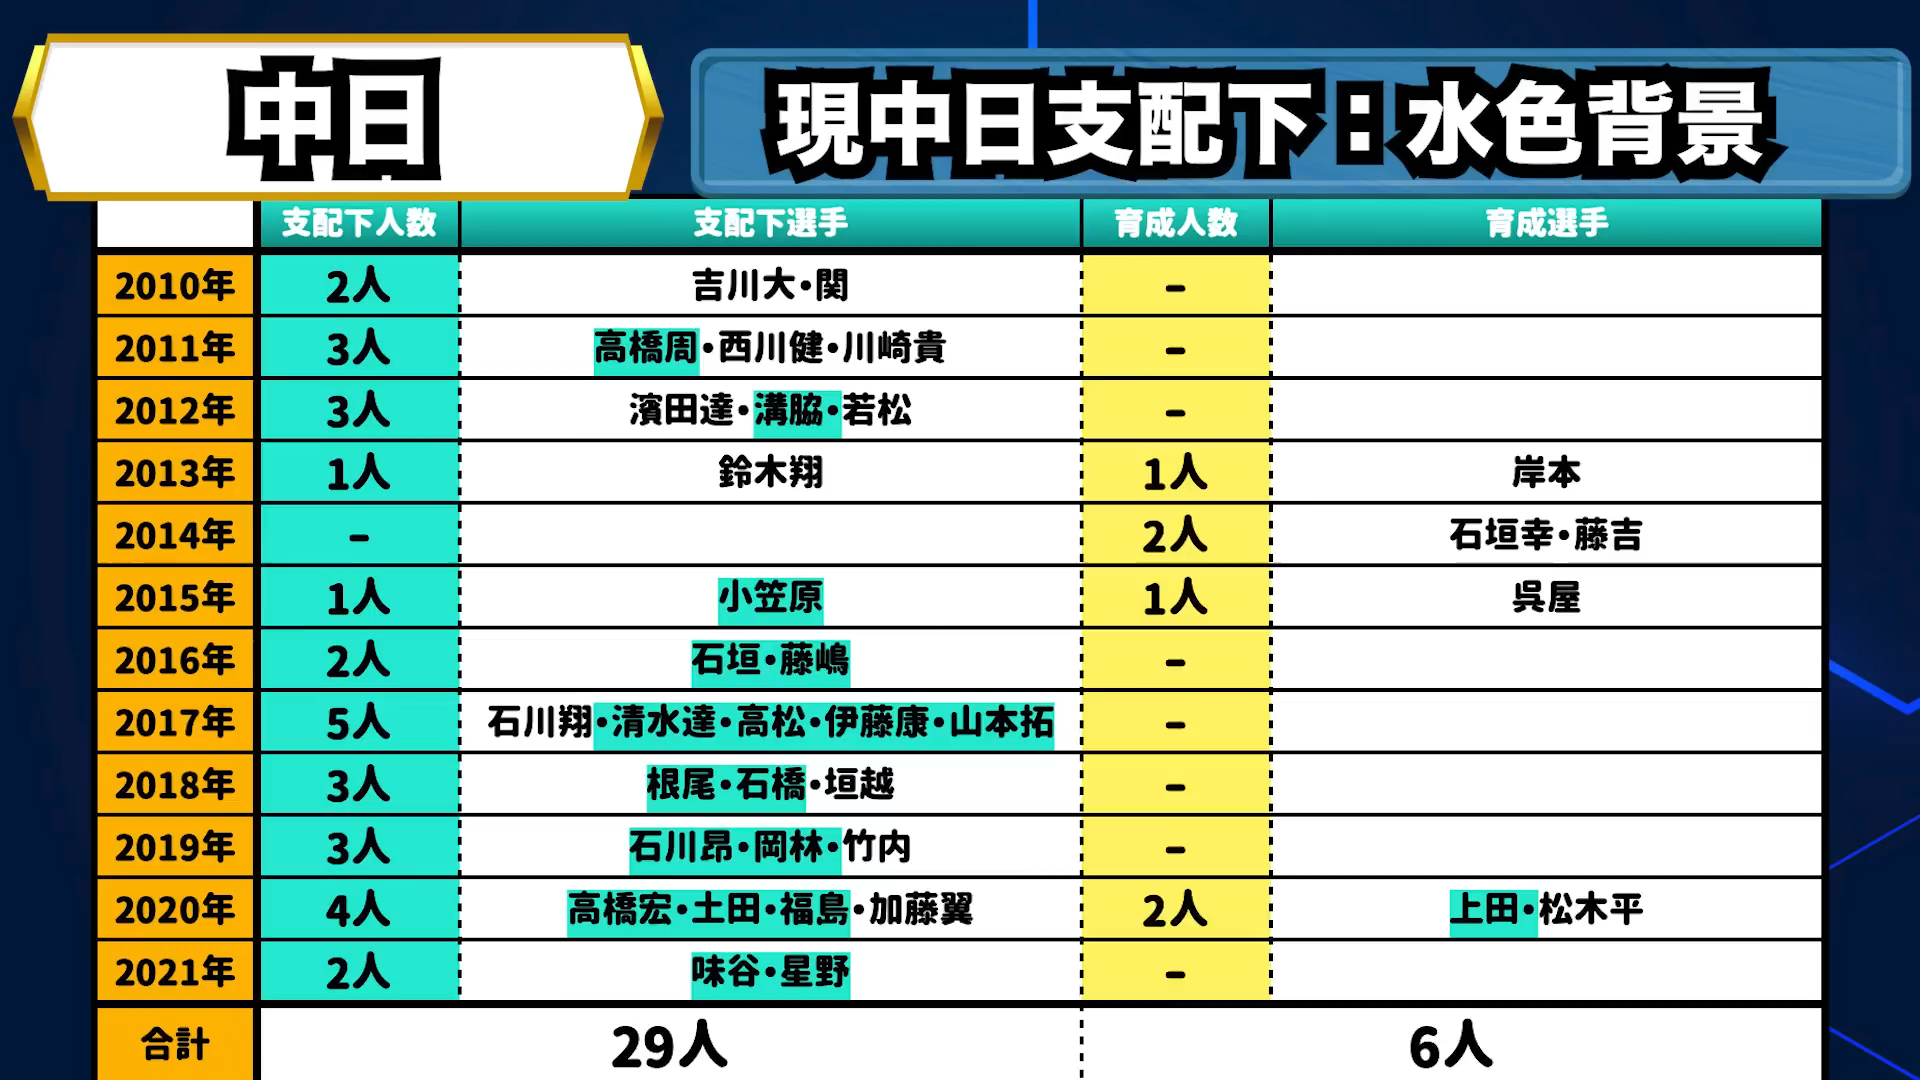 中日
現中日支配下：水色背景
支配下人数 支配下選手 育成人数 育成選手
2010年 2人 吉川大・関 -
2011年 3人 高橋周・西川健・川崎貴 -
2012年 3人 濱田達・溝脇・若松 -
2013年 1人 鈴木翔 1人 岸本
2014年 - 2人 石垣幸・藤吉
2015年 1人 小笠原 1人 呉屋
2016年 2人 石垣・藤嶋 -
2017年 5人 石川翔・清水達・高松・伊藤康・山本拓 -
2018年 3人 根尾・石橋・垣越 -
2019年 3人 石川昂・岡林・竹内 -
2020年 4人 高橋宏・土田・福島・加藤翼 2人 上田・松木平
2021年 2人 味谷・星野 -
合計 29人 6人